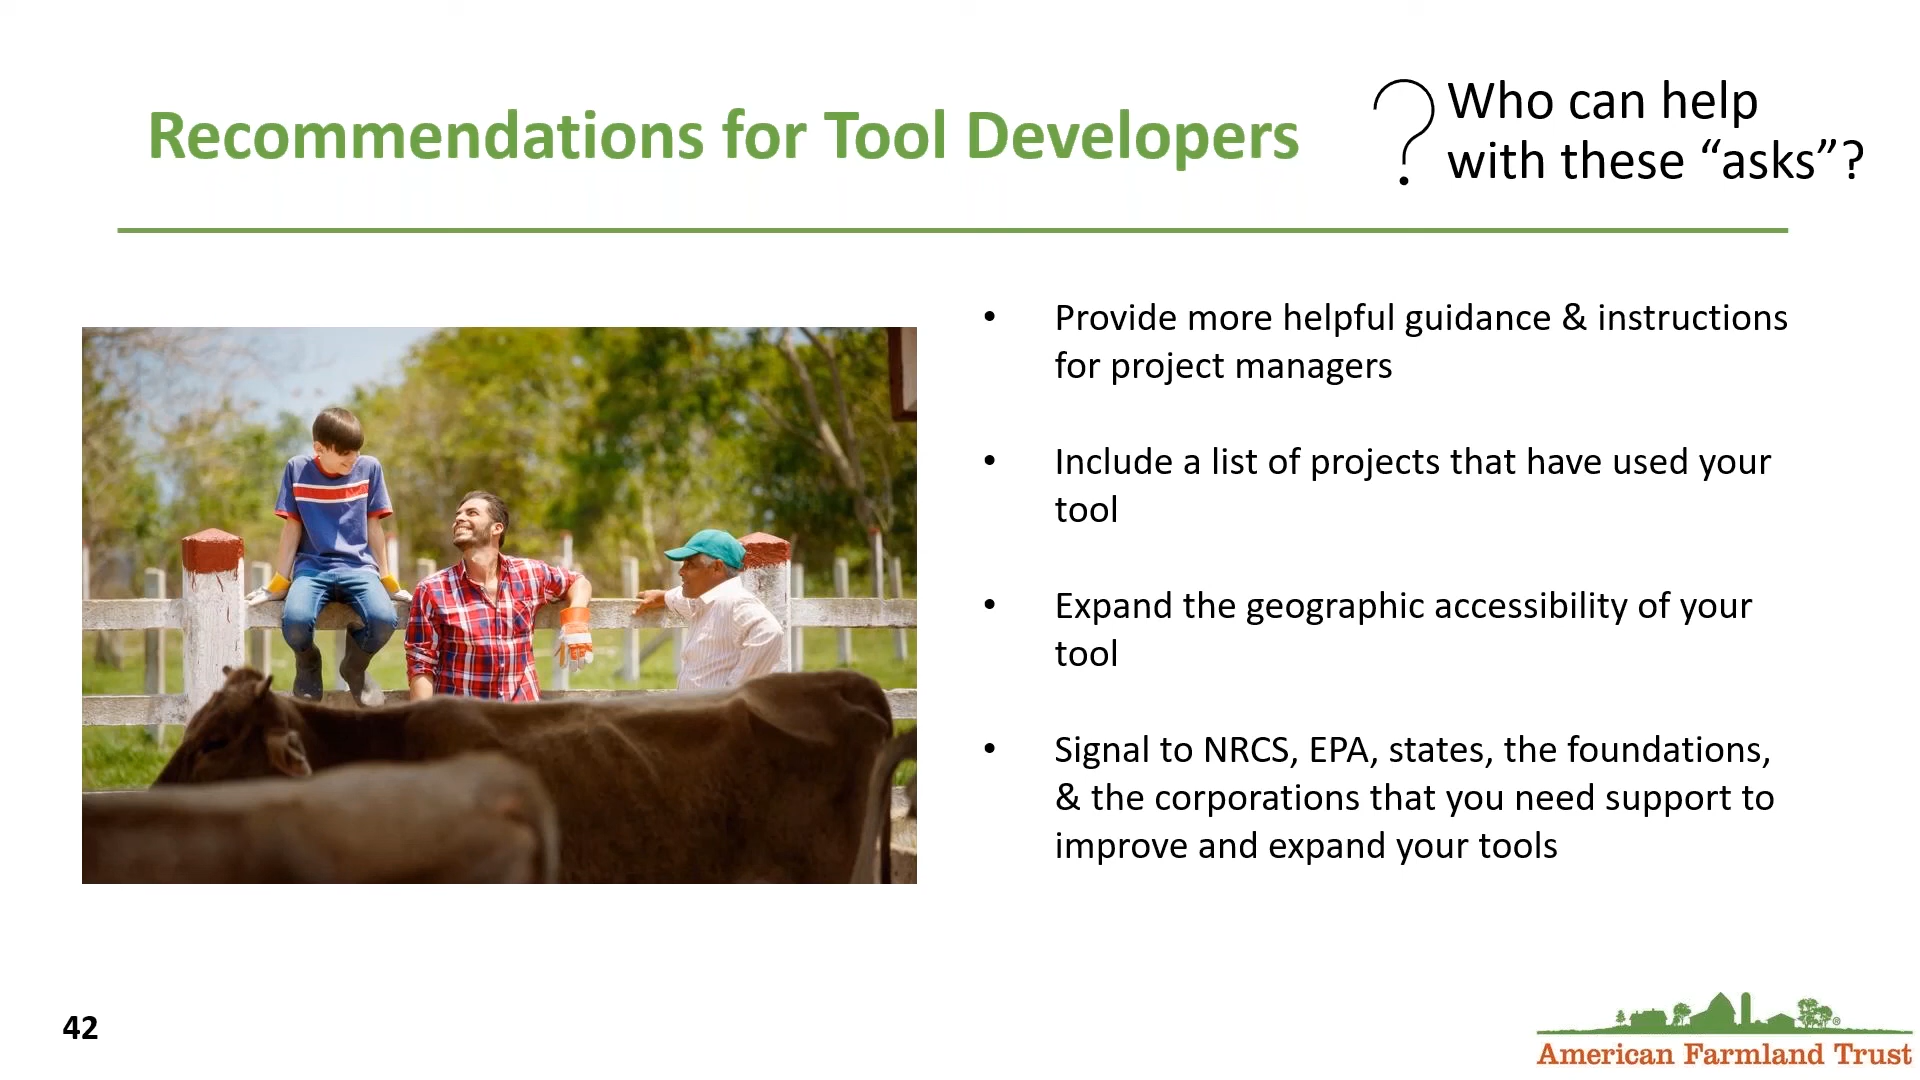 Recommendations for Tool Developers
Who can help
with these “asks”?
• Provide more helpful guidance & instructions
for project managers
• Include a list of projects that have used your
tool
• Expand the geographic accessibility of your
tool
• Signal to NRCS, EPA, states, the foundations,
& the corporations that you need support to
improve and expand your tools
42
American Farmland Trust